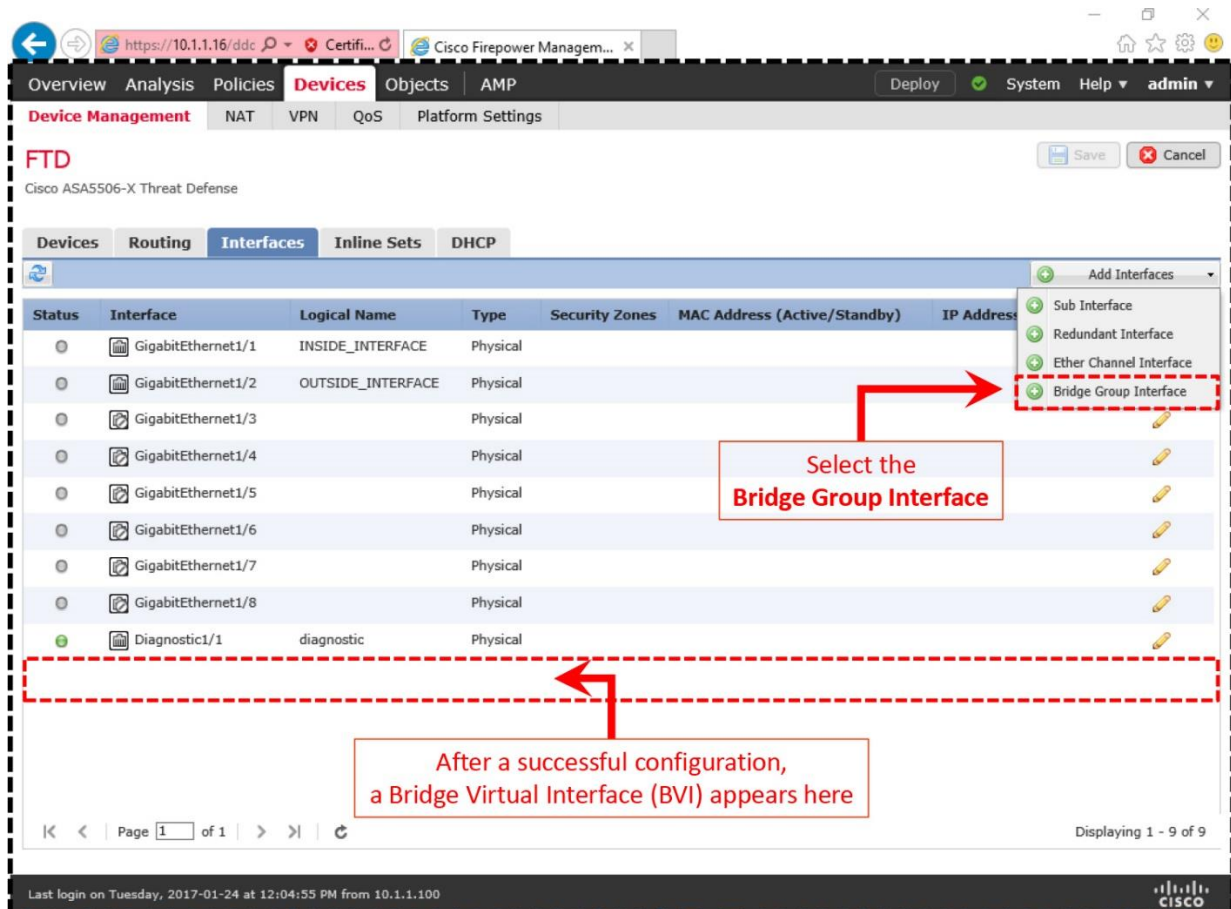 https://10.1.1.16/ddc Certifi... Cisco Firepower Managem...
Overview Analysis Policies Devices Objects AMP Deploy System Help admin
Device Management NAT VPN QoS Platform Settings
FTD
Save Cancel
Cisco ASA5506-X Threat Defense
Devices Routing Interfaces Inline Sets DHCP
Add Interfaces
Status Interface Logical Name Type Security Zones MAC Address (Active/Standby) IP Address
Sub Interface
Redundant Interface
Ether Channel Interface
Bridge Group Interface
GigabitEthernet1/1 INSIDE_INTERFACE Physical
GigabitEthernet1/2 OUTSIDE_INTERFACE Physical
GigabitEthernet1/3 Physical
GigabitEthernet1/4 Physical
GigabitEthernet1/5 Physical
GigabitEthernet1/6 Physical
GigabitEthernet1/7 Physical
GigabitEthernet1/8 Physical
Diagnostic1/1 diagnostic Physical
Select the
Bridge Group Interface
After a successful configuration,
a Bridge Virtual Interface (BVI) appears here
Page 1 of 1 Displaying 1 - 9 of 9
Last login on Tuesday, 2017-01-24 at 12:04:55 PM from 10.1.1.100
CISCO